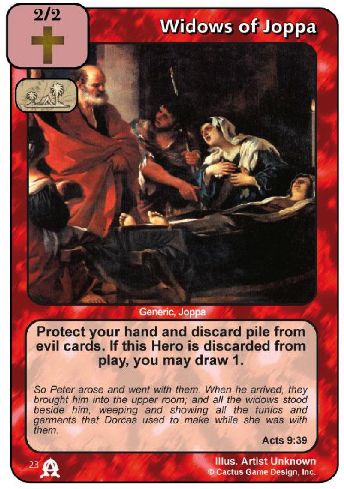 2/2
Widows of Joppa
Generic, Joppa
Protect your hand and discard pile from
evil cards. If this Hero is discarded from
play, you may draw 1.
So Peter arose and went with them. When he arrived, they
brought him into the upper room; and all the widows stood
beside him, weeping and showing all the tunics and
garments that Dorcas used to make while she was with
them.
Acts 9:39
23
Illus. Artist Unknown
© Cactus Game Design, Inc.